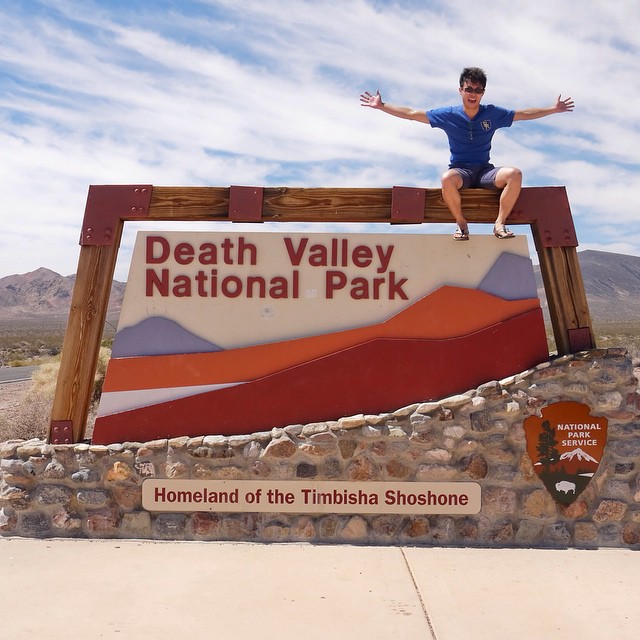 Death Valley
National Park
NATIONAL
PARK
SERVICE
Homeland of the Timbisha Shoshone